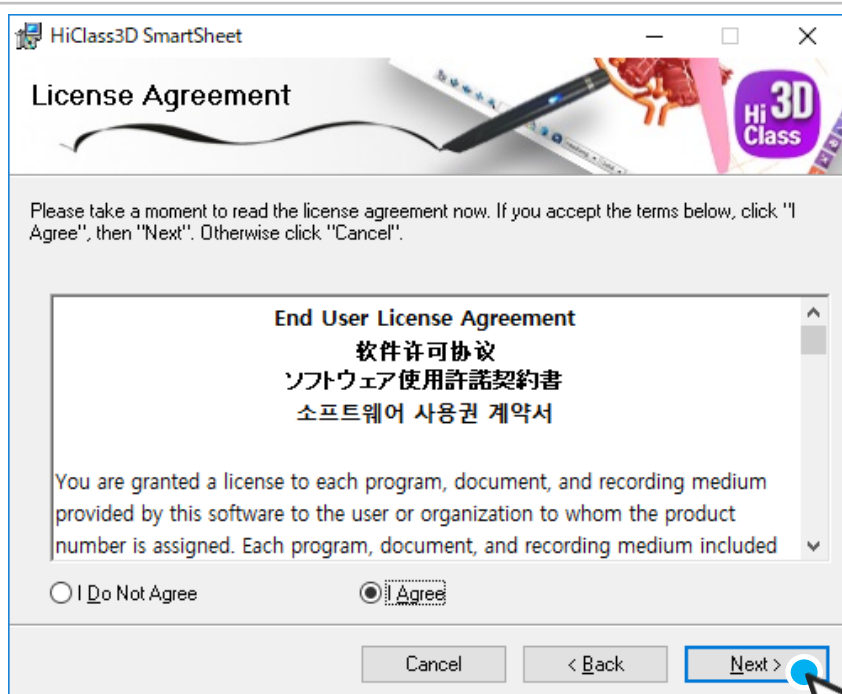 HiClass3D SmartSheet
License Agreement
Hi 3D
Class
Please take a moment to read the license agreement now. If you accept the terms below, click "I
Agree", then "Next". Otherwise click "Cancel".
End User License Agreement
软件许可协议
ソフトウェア使用許諾契約書
소프트웨어 사용권 계약서
You are granted a license to each program, document, and recording medium
provided by this software to the user or organization to whom the product
number is assigned. Each program, document, and recording medium included
I Do Not Agree
I Agree
Cancel
< Back
Next >